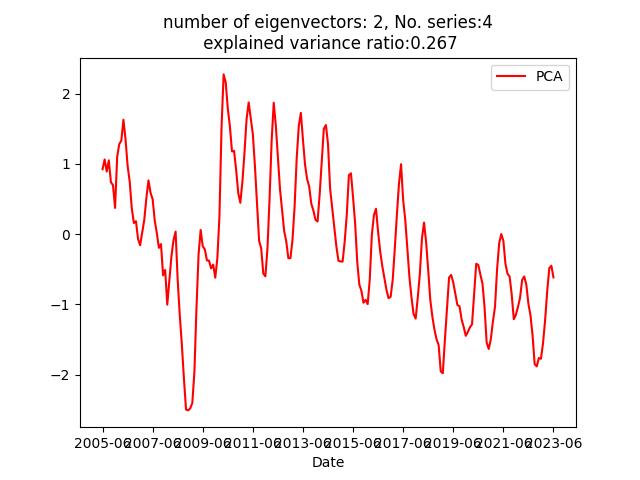 number of eigenvectors: 2, No. series:4
explained variance ratio:0.267
PCA
2
1
0
−1
−2
2005-06 2007-06 2009-06 2011-06 2013-06 2015-06 2017-06 2019-06 2021-06 2023-06
Date